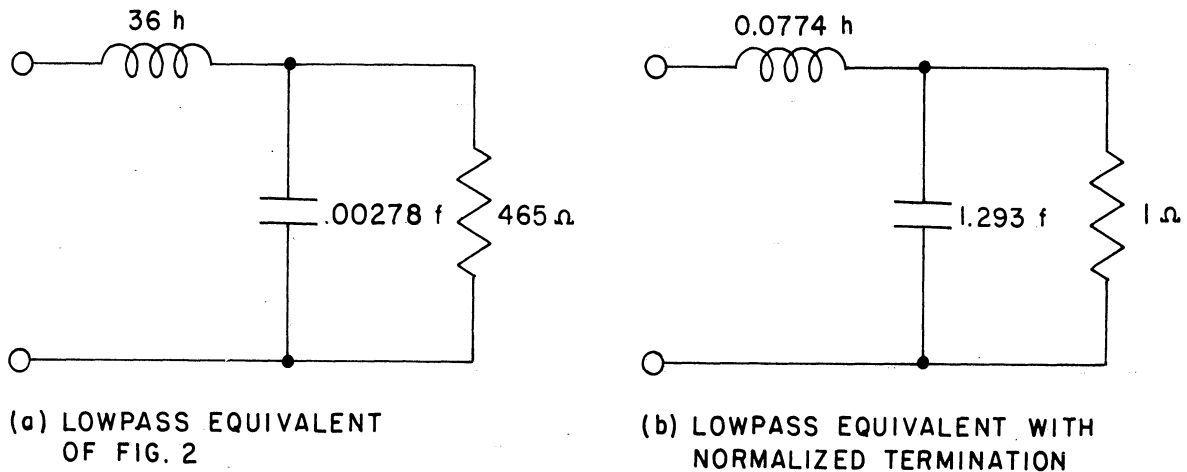 36 h
.00278 f
465 Ω
(a) LOWPASS EQUIVALENT
OF FIG. 2
0.0774 h
1.293 f
1 Ω
(b) LOWPASS EQUIVALENT WITH
NORMALIZED TERMINATION